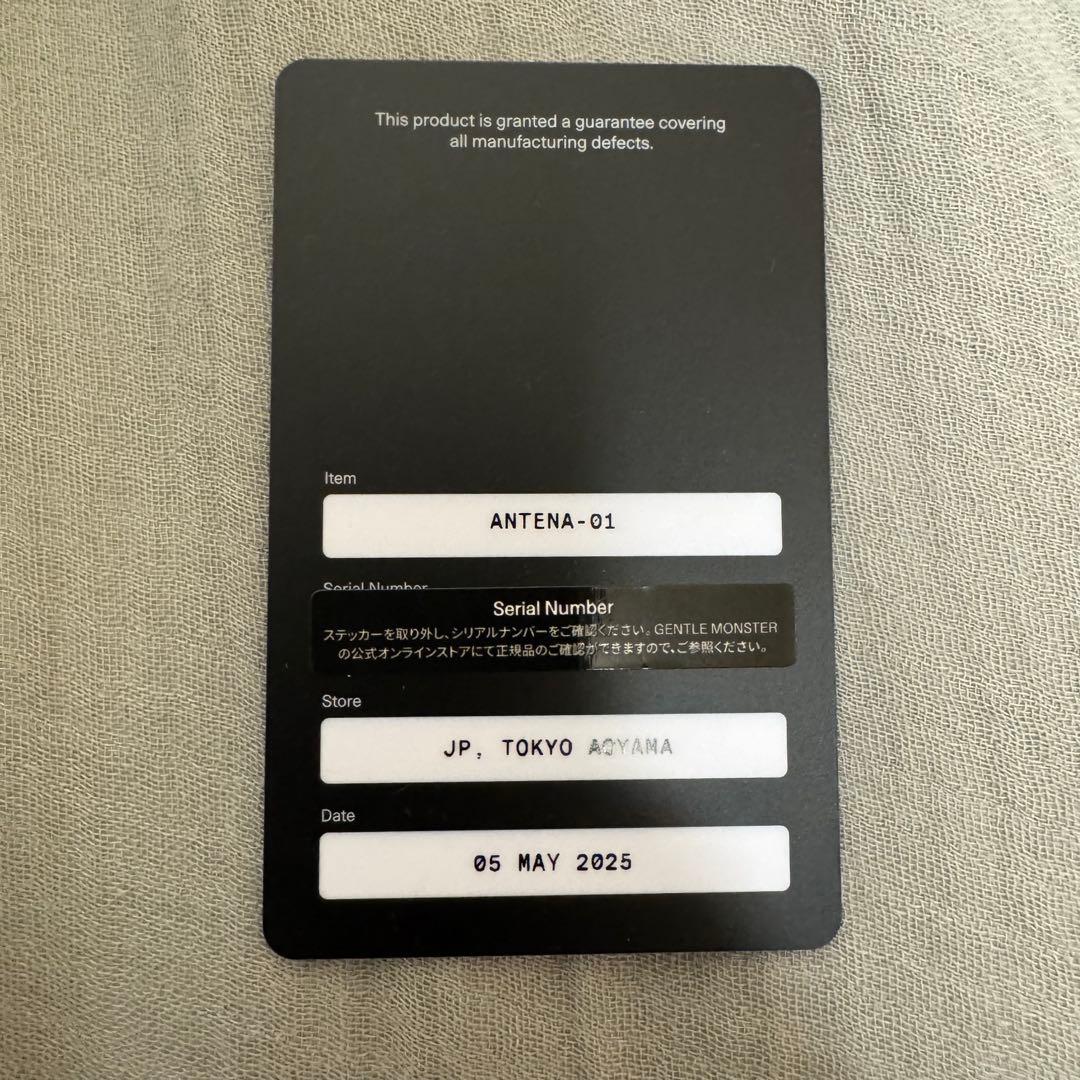 This product is granted a guarantee covering
all manufacturing defects.
Item
ANTENA-01
Serial Number
Serial Number
ステッカーを取り外し、シリアルナンバーをご確認ください。GENTLE MONSTER
の公式オンラインストアにて正規品のご確認ができますので、ご参照ください。
Store
JP, TOKYO AOYAMA
Date
05 MAY 2025